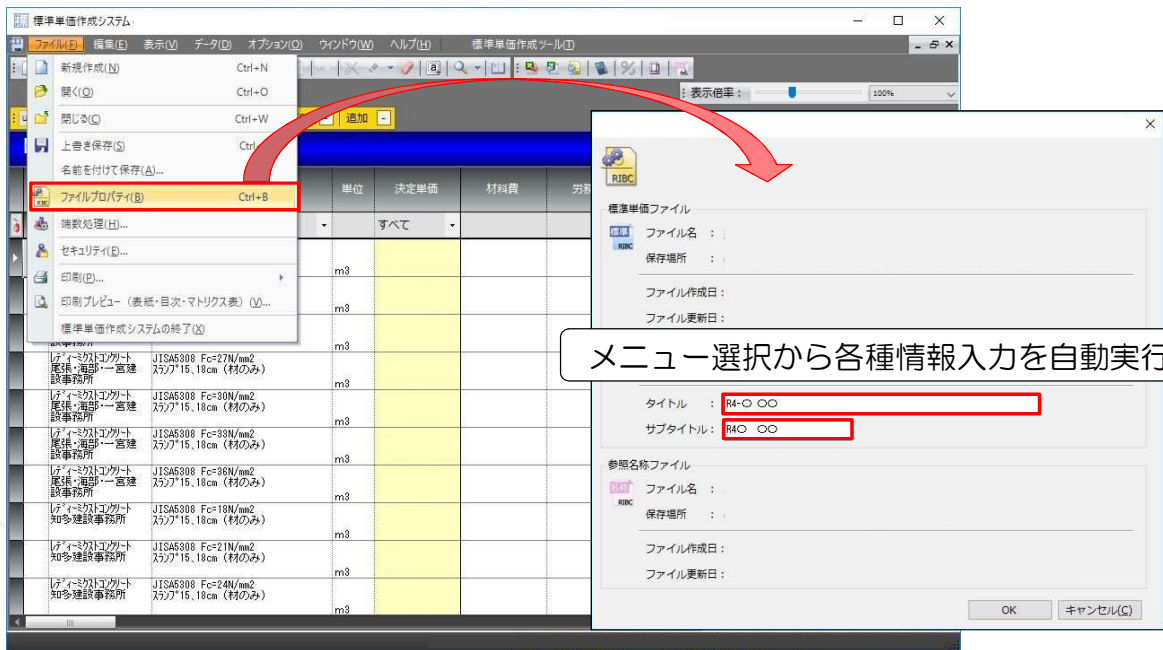 標準単価作成システム
ファイル(F) 編集(E) 表示(V) データ(D) オプション(O) ウィンドウ(W) ヘルプ(H) 標準単価作成ツール(T)
新規作成(N) Ctrl+N
開く(O) Ctrl+O
表示倍率： 100%
閉じる(C) Ctrl+W
追加
上書き保存(S) Ctrl
名前を付けて保存(A)...
ファイルプロパティ(B) Ctrl+B
単位 決定単価 材料費 労務
端数処理(H)...
すべて
セキュリティ(E)...
印刷(P)...
m3
印刷プレビュー（表紙・目次・マトリクス表）(V)...
m3
標準単価作成システムの終了(X)
設事務所
m3
レディーミクストコンクリート
尾張・海部・一宮建
設事務所
JISA5308 Fc=27N/mm2
スランプ15、18cm（材のみ）
m3
レディーミクストコンクリート
尾張・海部・一宮建
設事務所
JISA5308 Fc=30N/mm2
スランプ15、18cm（材のみ）
m3
レディーミクストコンクリート
尾張・海部・一宮建
設事務所
JISA5308 Fc=33N/mm2
スランプ15、18cm（材のみ）
m3
レディーミクストコンクリート
尾張・海部・一宮建
設事務所
JISA5308 Fc=36N/mm2
スランプ15、18cm（材のみ）
m3
レディーミクストコンクリート
知多建設事務所
JISA5308 Fc=18N/mm2
スランプ15、18cm（材のみ）
m3
レディーミクストコンクリート
知多建設事務所
JISA5308 Fc=21N/mm2
スランプ15、18cm（材のみ）
m3
レディーミクストコンクリート
知多建設事務所
JISA5308 Fc=24N/mm2
スランプ15、18cm（材のみ）
m3
RIBC
標準単価ファイル
標準
RIBC
ファイル名 ：
保存場所 ：
ファイル作成日：
ファイル更新日：
メニュー選択から各種情報入力を自動実行
タイトル ： R4-〇 〇〇
サブタイトル： R4〇 〇〇
参照名称ファイル
名称
RIBC
ファイル名 ：
保存場所 ：
ファイル作成日：
ファイル更新日：
OK キャンセル(C)